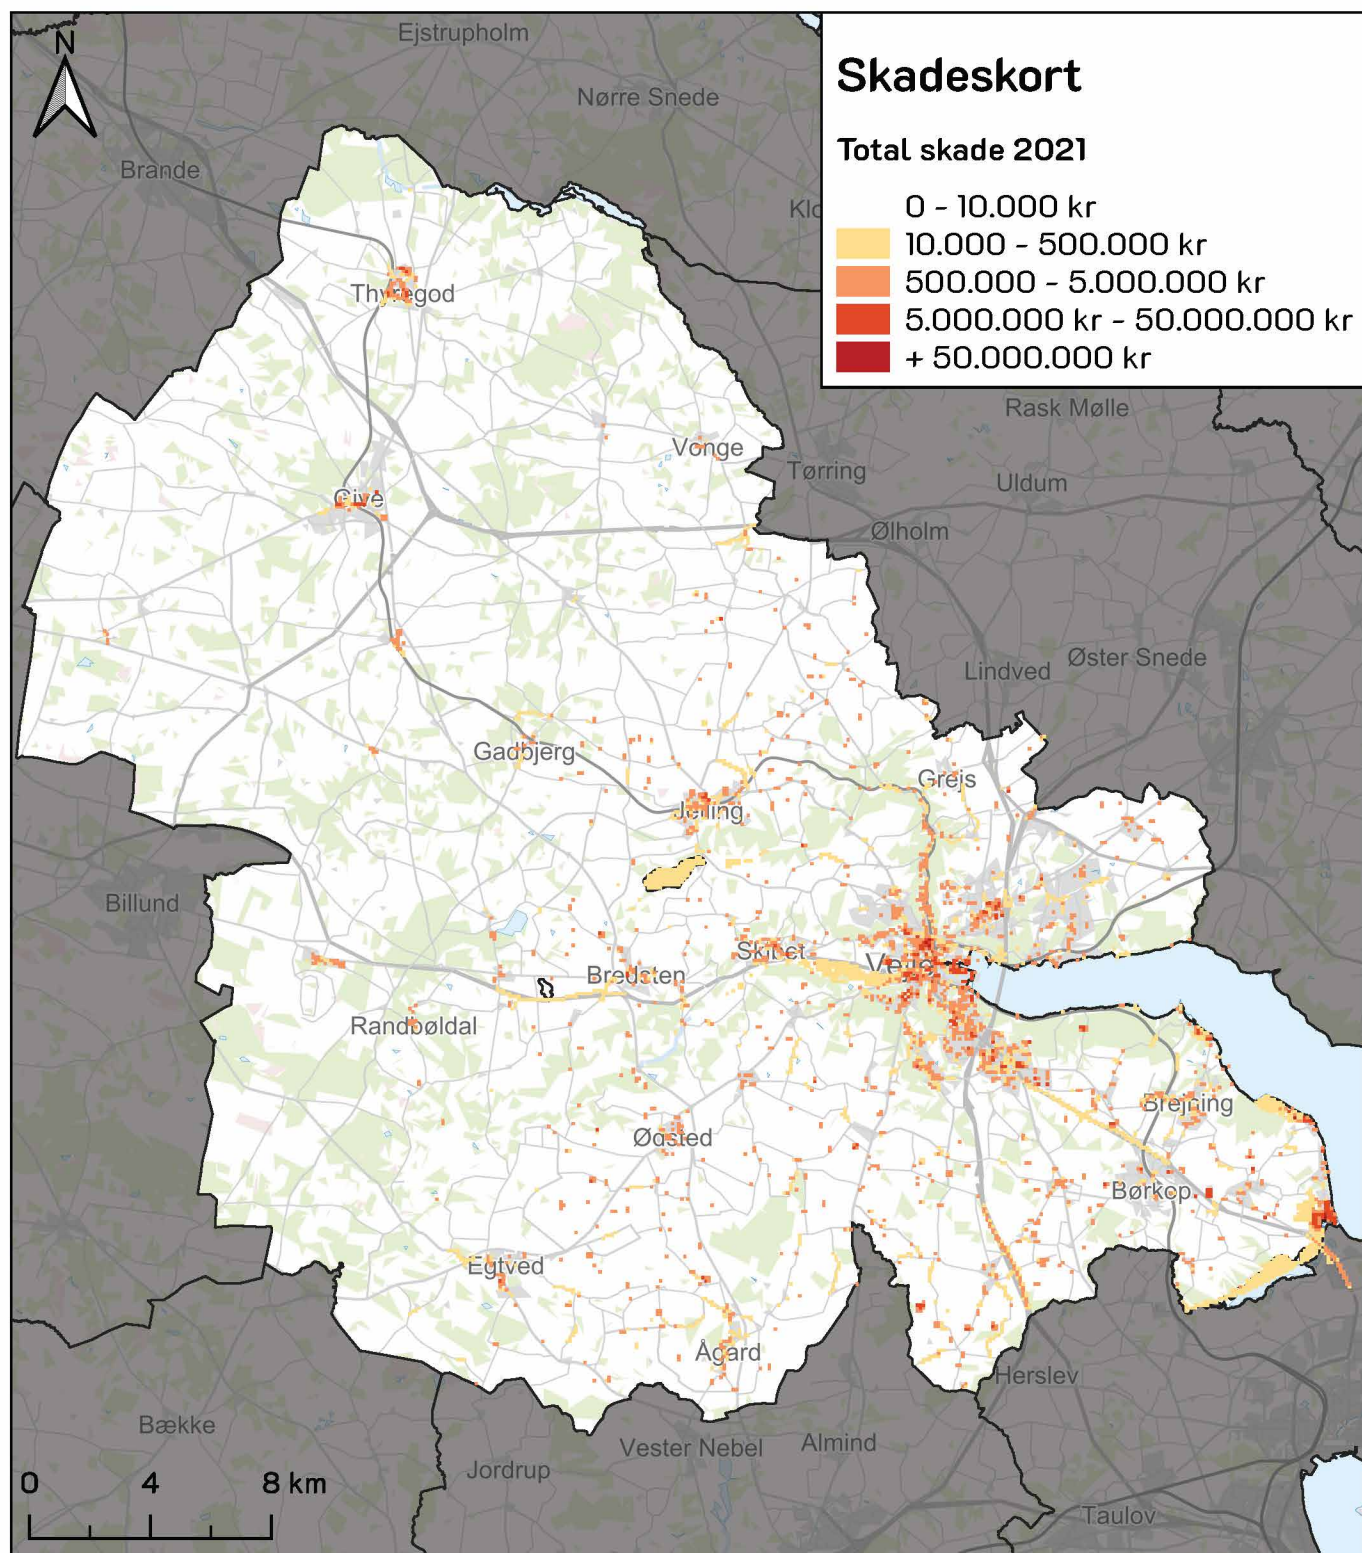 Skadeskort
Total skade 2021
0 - 10.000 kr
10.000 - 500.000 kr
500.000 - 5.000.000 kr
5.000.000 kr - 50.000.000 kr
+ 50.000.000 kr
N
Ejstrupholm
Nørre Snede
Brande
Klo
Thyregod
Rask Mølle
Vonge
Tørring
Uldum
Give
Ølholm
Lindved
Øster Snede
Gadbjerg
Grejs
Jelling
Billund
Skibet
Vejle
Bredsten
Randbøldal
Brejning
Ødsted
Børkop
Egtved
Ågard
Herslev
Bække
Vester Nebel
Almind
Jordrup
Taulov
0 4 8 km